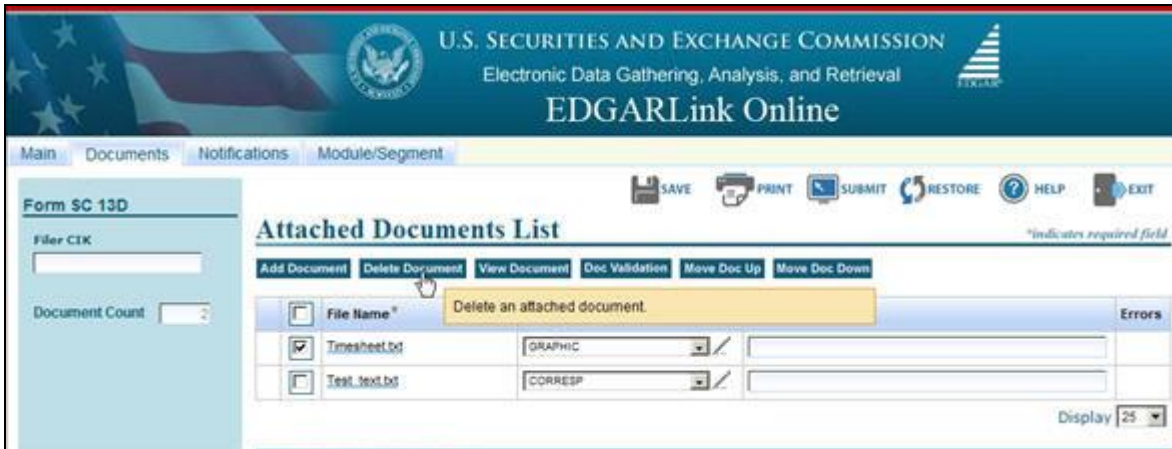 U.S. SECURITIES AND EXCHANGE COMMISSION
Electronic Data Gathering, Analysis, and Retrieval
EDGARLink Online
EDGAR
Main Documents Notifications Module/Segment
SAVE PRINT SUBMIT RESTORE HELP EXIT
Form SC 13D
Attached Documents List
*indicates required field
Filer CIK
Add Document Delete Document View Document Doc Validation Move Doc Up Move Doc Down
Delete an attached document.
Document Count 2
File Name* Errors
Timesheet.txt GRAPHIC
Test_text.txt CORRESP
Display 25